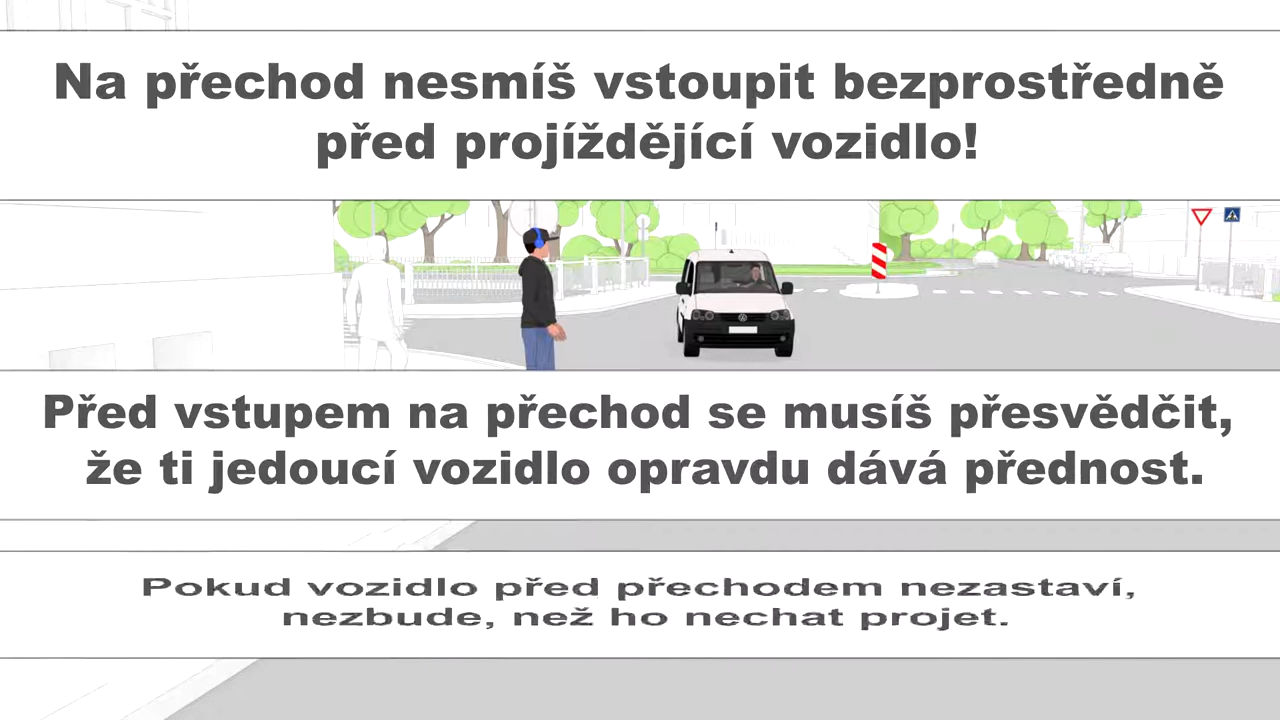 Na přechod nesmíš vstoupit bezprostředně
před projíždějící vozidlo!
Před vstupem na přechod se musíš přesvědčit,
že ti jedoucí vozidlo opravdu dává přednost.
Pokud vozidlo před přechodem nezastaví,
nezbude, než ho nechat projet.